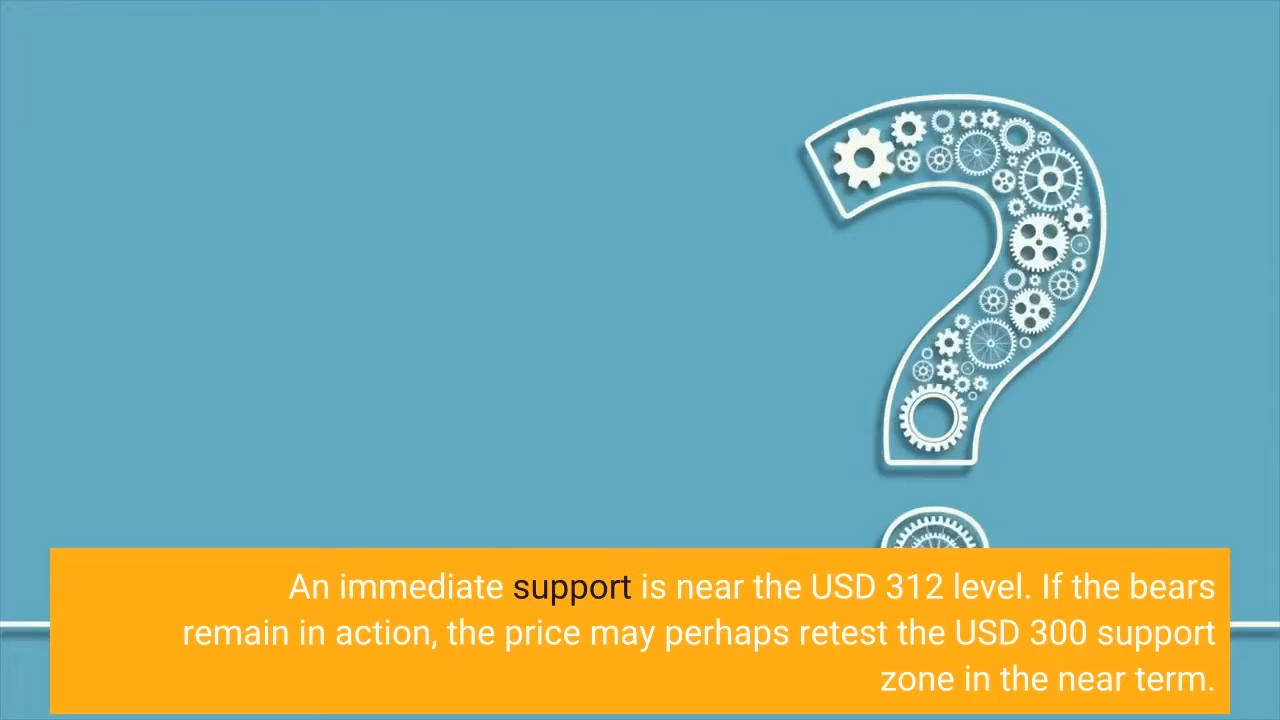 An immediate support is near the USD 312 level. If the bears
remain in action, the price may perhaps retest the USD 300 support
zone in the near term.